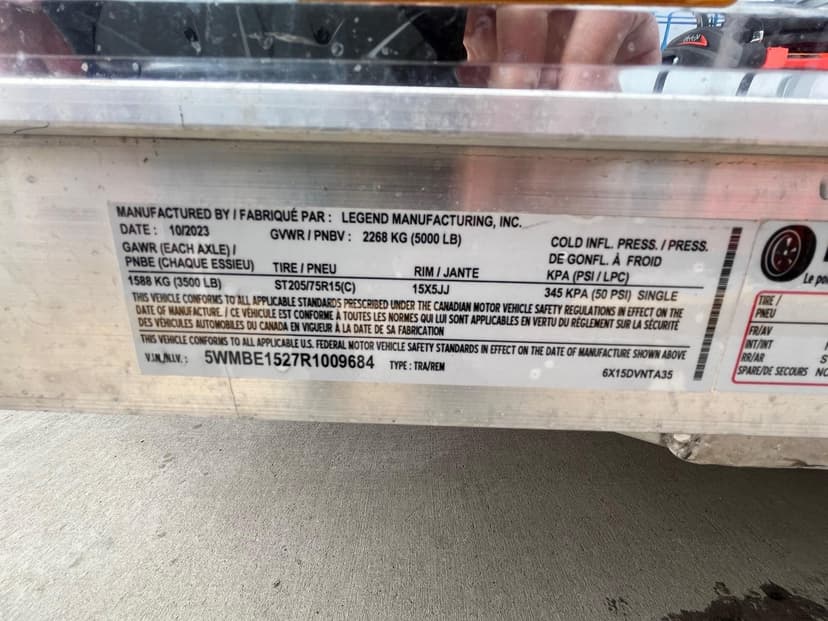 MANUFACTURED BY / FABRIQUÉ PAR : LEGEND MANUFACTURING, INC.
DATE : 10/2023 GVWR / PNBV : 2268 KG (5000 LB)
GAWR (EACH AXLE) /
PNBE (CHAQUE ESSIEU) TIRE / PNEU RIM / JANTE
COLD INFL. PRESS. / PRESS.
DE GONFL. À FROID
KPA (PSI / LPC)
1588 KG (3500 LB) ST205/75R15(C) 15X5JJ 345 KPA (50 PSI) SINGLE
THIS VEHICLE CONFORMS TO ALL APPLICABLE STANDARDS PRESCRIBED UNDER THE CANADIAN MOTOR VEHICLE SAFETY REGULATIONS IN EFFECT ON THE
DATE OF MANUFACTURE. / CE VÉHICULE EST CONFORME À TOUTES LES NORMES QUI LUI SONT APPLICABLES EN VERTU DU RÈGLEMENT SUR LA SÉCURITÉ
DES VÉHICULES AUTOMOBILES DU CANADA EN VIGUEUR À LA DATE DE SA FABRICATION
THIS VEHICLE CONFORMS TO ALL APPLICABLE U.S. FEDERAL MOTOR VEHICLE SAFETY STANDARDS IN EFFECT ON THE DATE OF MANUFACTURE SHOWN ABOVE
V.I.N./N.I.V. : 5WMBE1527R1009684 TYPE : TRA/REM 6X15DVNTA35
Le
TIRE /
PNEU
FR/AV
INT/INT
RR/AR
SPARE/DE SECOURS